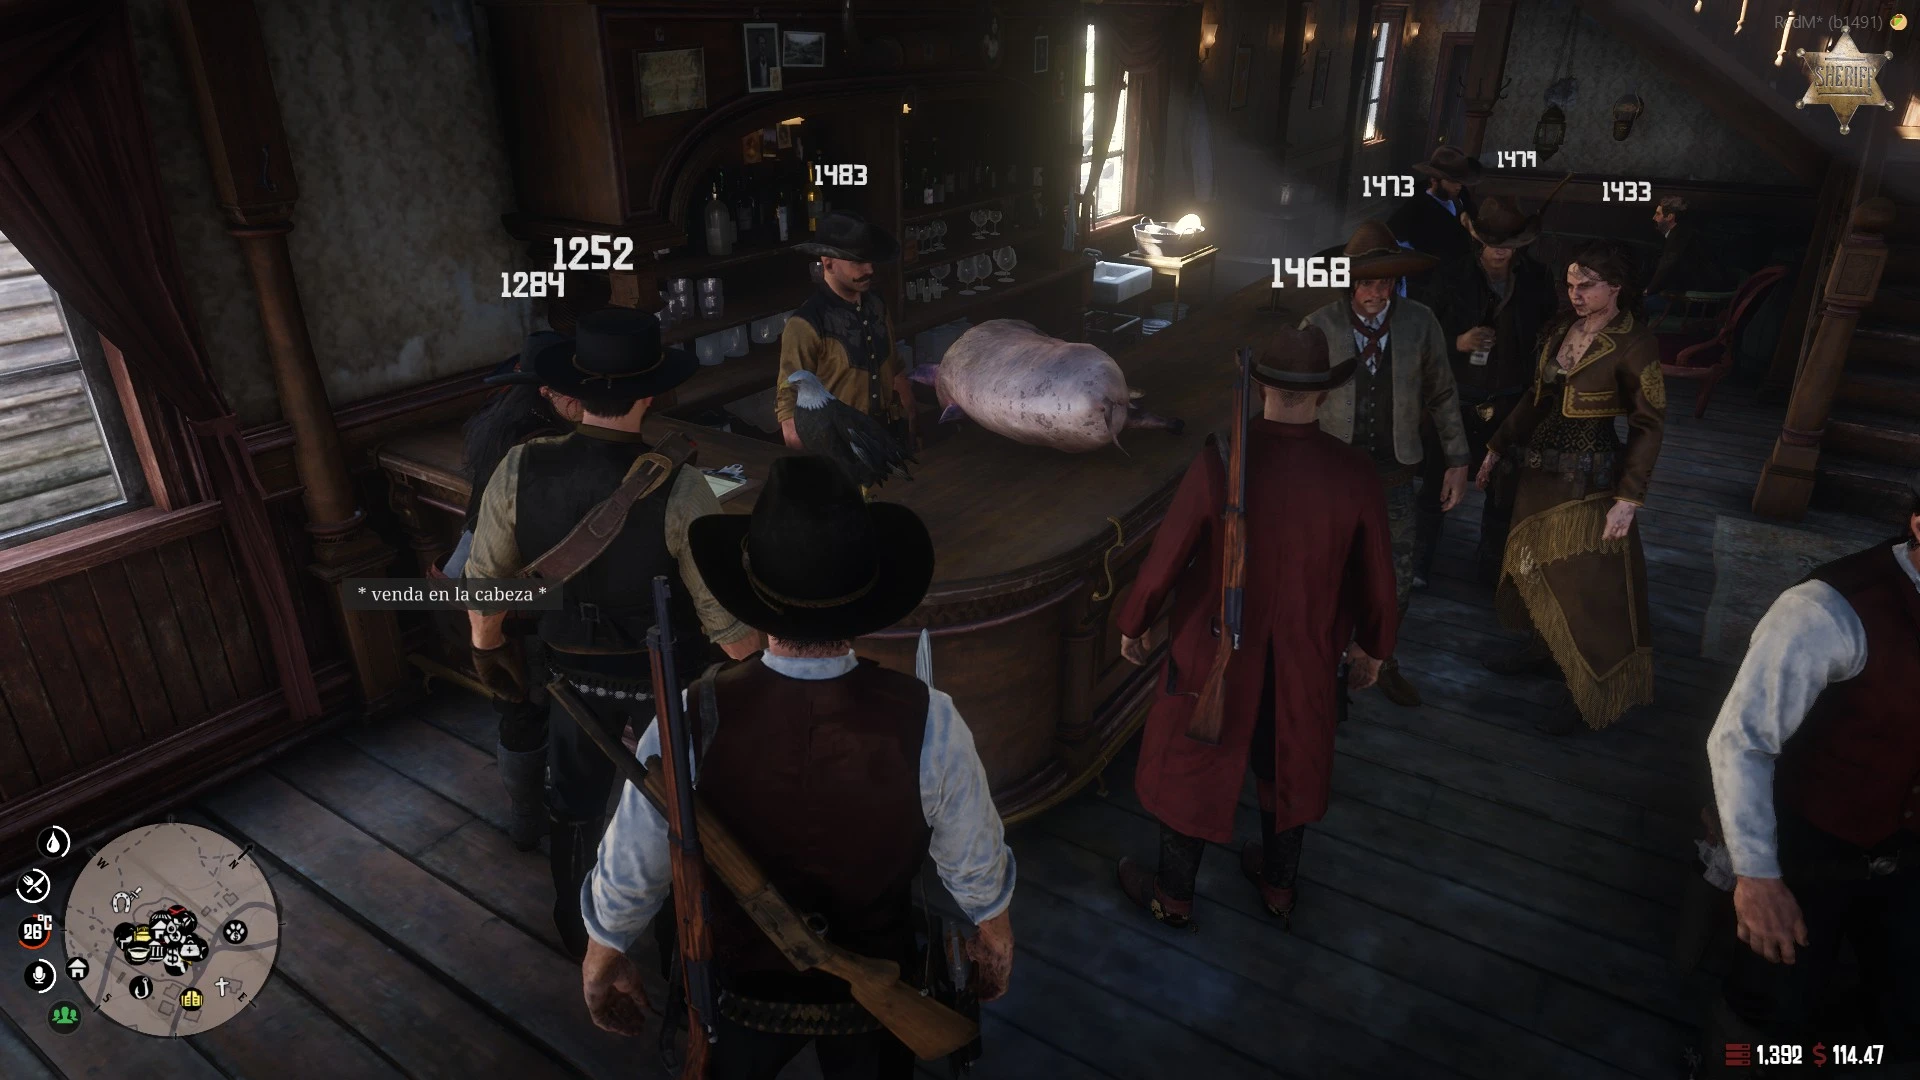 RedM* (b1491)
SHERIFF
1483
1479
1473
1433
1252
1284
1468
* venda en la cabeza *
W
N
26°C
S
E
1,392 $ 114.47